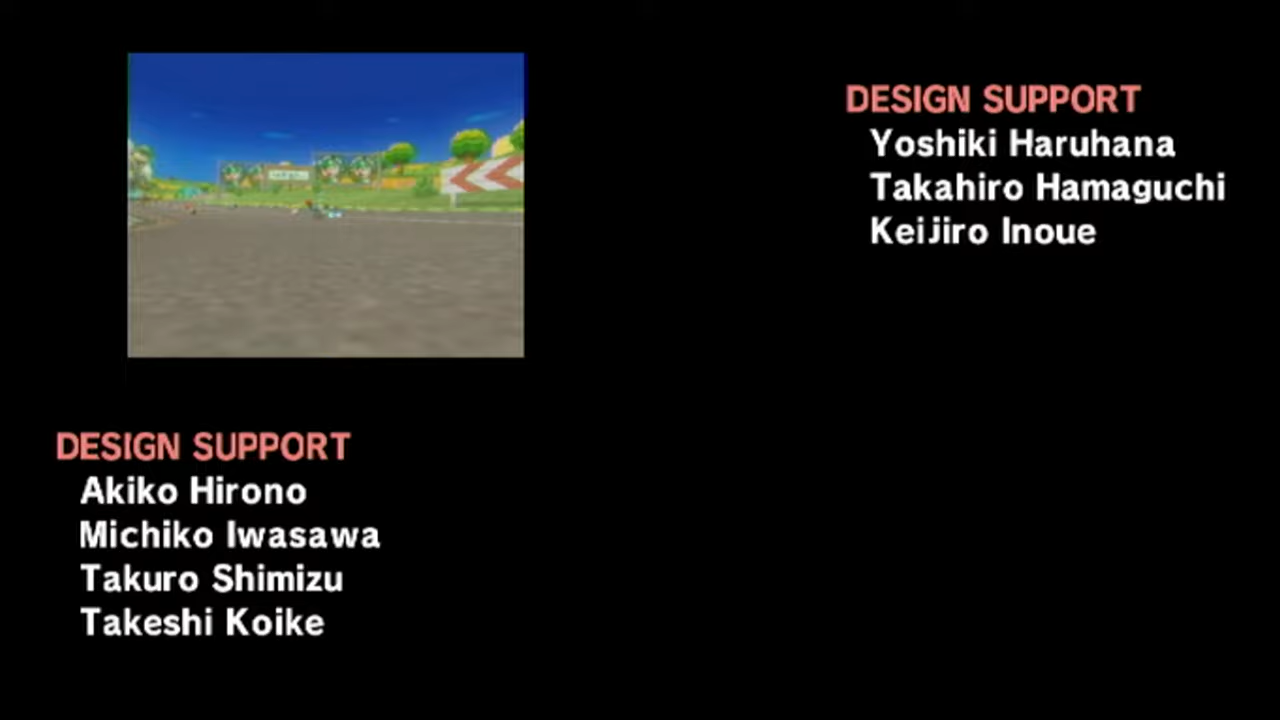 DESIGN SUPPORT
Yoshiki Haruhana
Takahiro Hamaguchi
Keijiro Inoue
DESIGN SUPPORT
Akiko Hirono
Michiko Iwasawa
Takuro Shimizu
Takeshi Koike